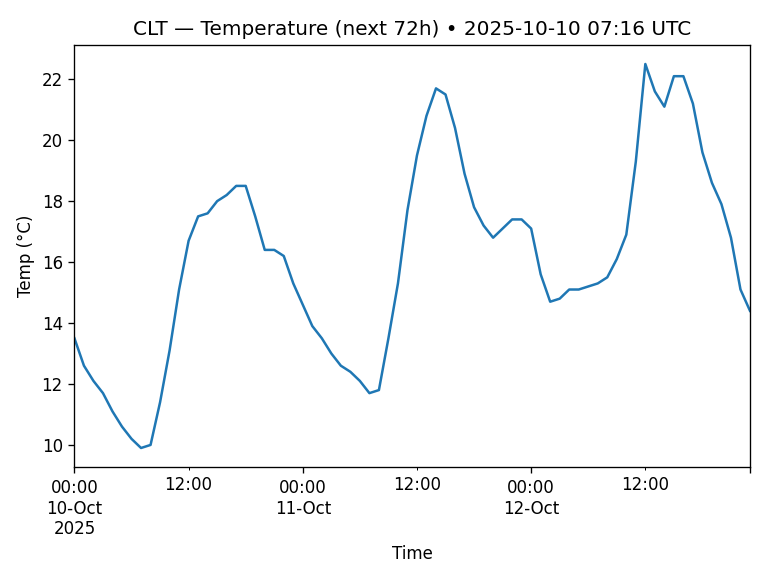 CLT — Temperature (next 72h) • 2025-10-10 07:16 UTC
Temp (°C)
22
20
18
16
14
12
10
00:00 12:00 00:00 12:00 00:00 12:00
10-Oct 11-Oct 12-Oct
2025
Time